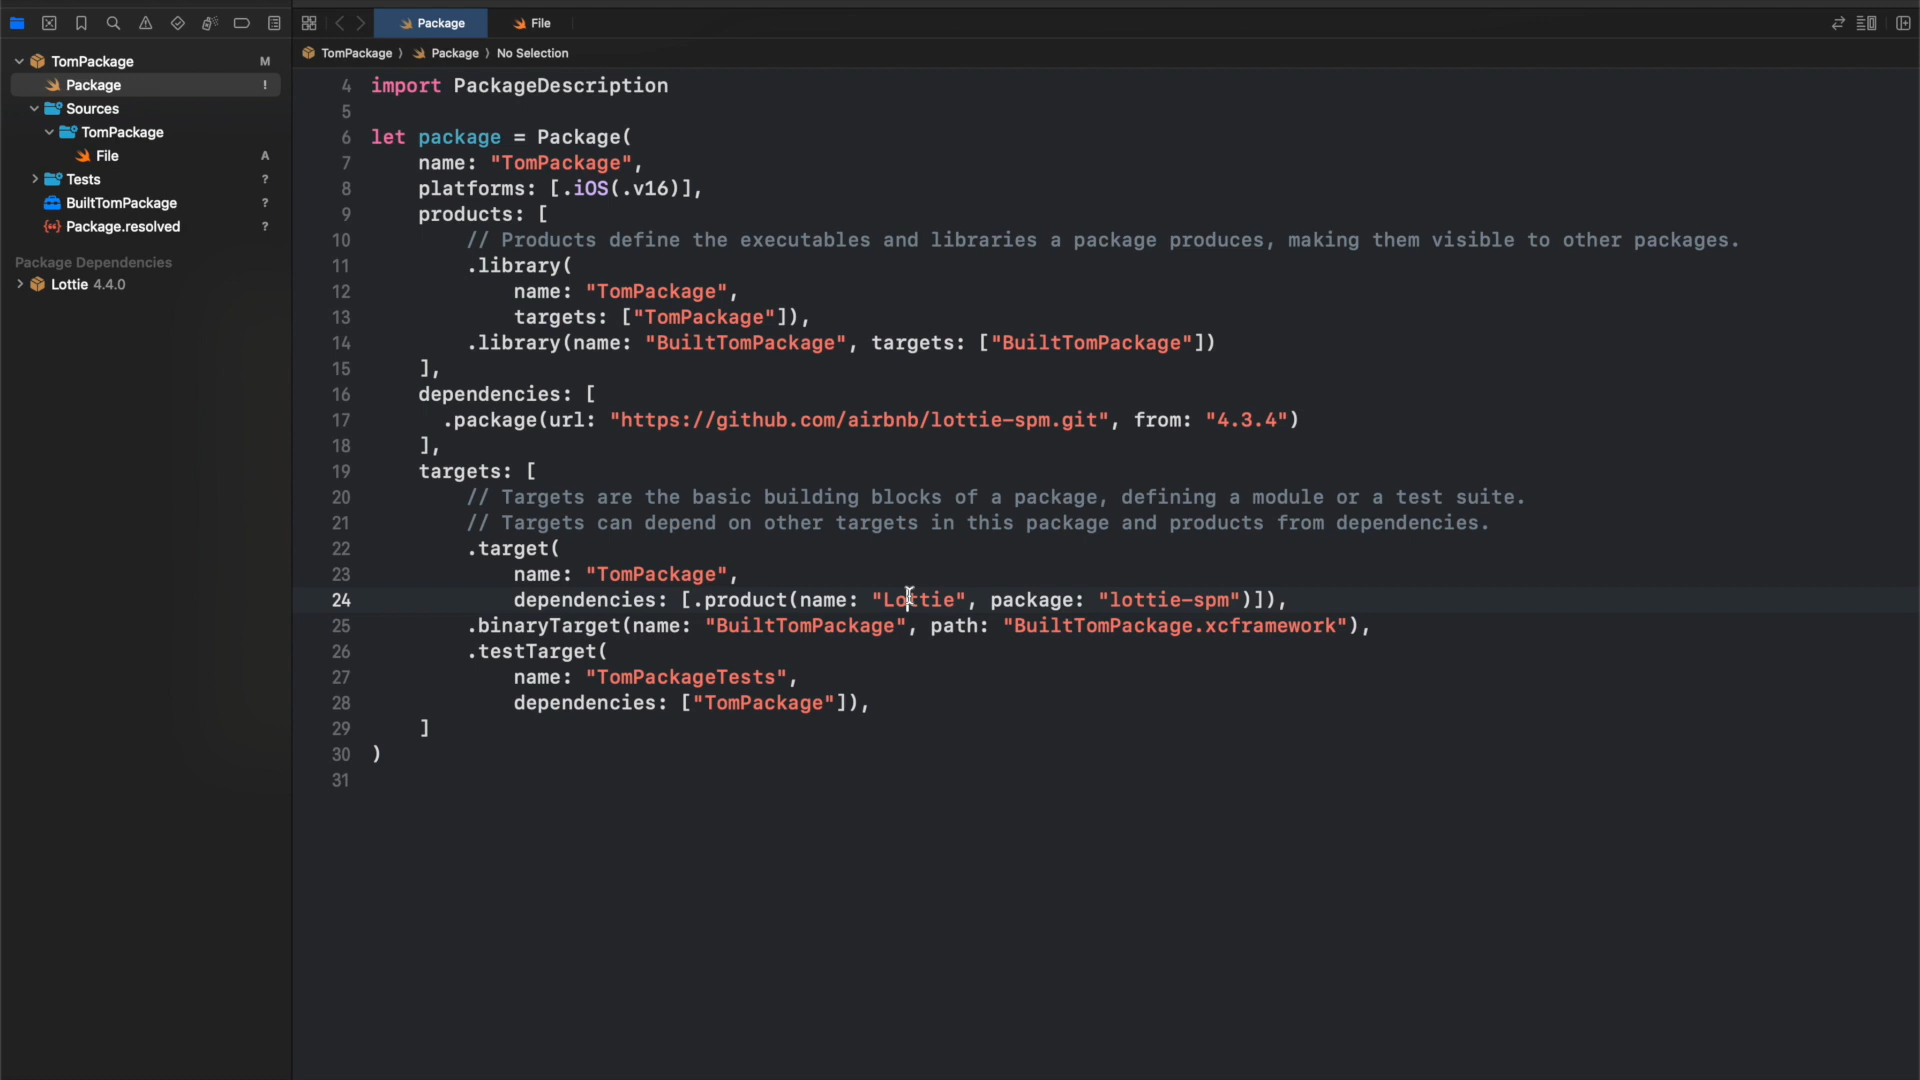 Package
File
TomPackage M
TomPackage 〉 Package 〉 No Selection
Package !
Sources
TomPackage
File A
Tests ?
BuiltTomPackage ?
Package.resolved ?
Package Dependencies
Lottie 4.4.0
4 import PackageDescription
5
6 let package = Package(
7 name: "TomPackage",
8 platforms: [.iOS(.v16)],
9 products: [
10 // Products define the executables and libraries a package produces, making them visible to other packages.
11 .library(
12 name: "TomPackage",
13 targets: ["TomPackage"]),
14 .library(name: "BuiltTomPackage", targets: ["BuiltTomPackage"])
15 ],
16 dependencies: [
17 .package(url: "https://github.com/airbnb/lottie-spm.git", from: "4.3.4")
18 ],
19 targets: [
20 // Targets are the basic building blocks of a package, defining a module or a test suite.
21 // Targets can depend on other targets in this package and products from dependencies.
22 .target(
23 name: "TomPackage",
24 dependencies: [.product(name: "Lottie", package: "lottie-spm")]),
25 .binaryTarget(name: "BuiltTomPackage", path: "BuiltTomPackage.xcframework"),
26 .testTarget(
27 name: "TomPackageTests",
28 dependencies: ["TomPackage"]),
29 ]
30 )
31